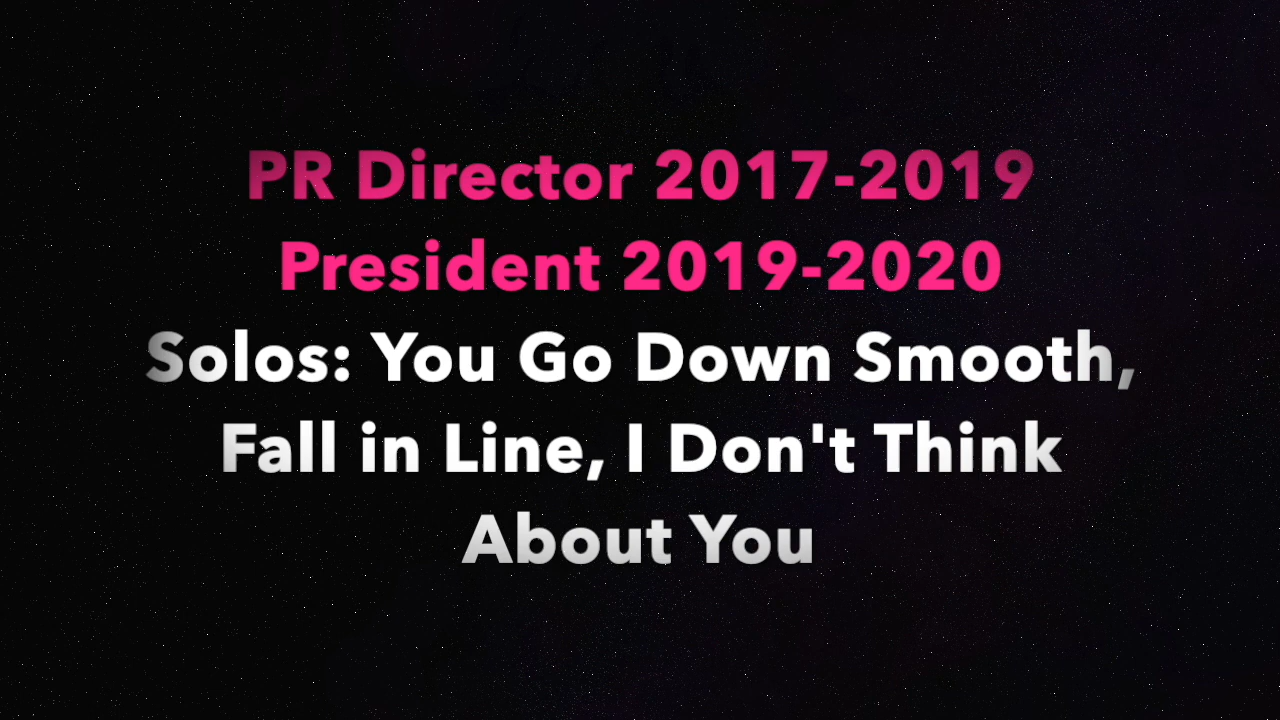 PR Director 2017-2019
President 2019-2020
Solos: You Go Down Smooth,
Fall in Line, I Don't Think
About You